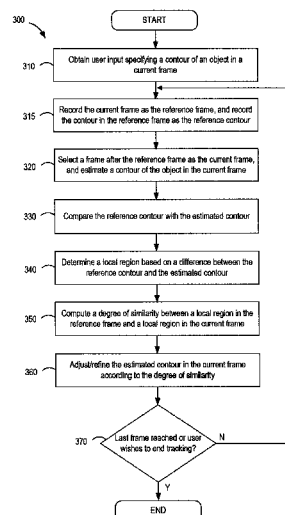 300
START
310
Obtain user input specifying a contour of an object in a
current frame
315
Record the current frame as the reference frame, and record
the contour in the reference frame as the reference contour
320
Select a frame after the reference frame as the current frame,
and estimate a contour of the object in the current frame
330
Compare the reference contour with the estimated contour
340
Determine a local region based on a difference between the
reference contour and the estimated contour
350
Compute a degree of similarity between a local region in the
reference frame and a local region in the current frame
360
Adjust/refine the estimated contour in the current frame
according to the degree of similarity
370
Last frame reached or user
wishes to end tracking?
N
Y
END